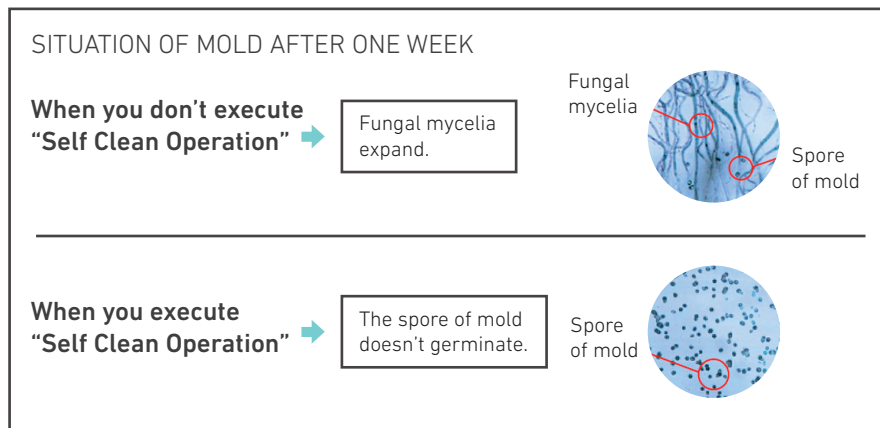 SITUATION OF MOLD AFTER ONE WEEK
When you don’t execute
“Self Clean Operation”
Fungal mycelia
expand.
Fungal
mycelia
Spore
of mold
When you execute
“Self Clean Operation”
The spore of mold
doesn’t germinate.
Spore
of mold